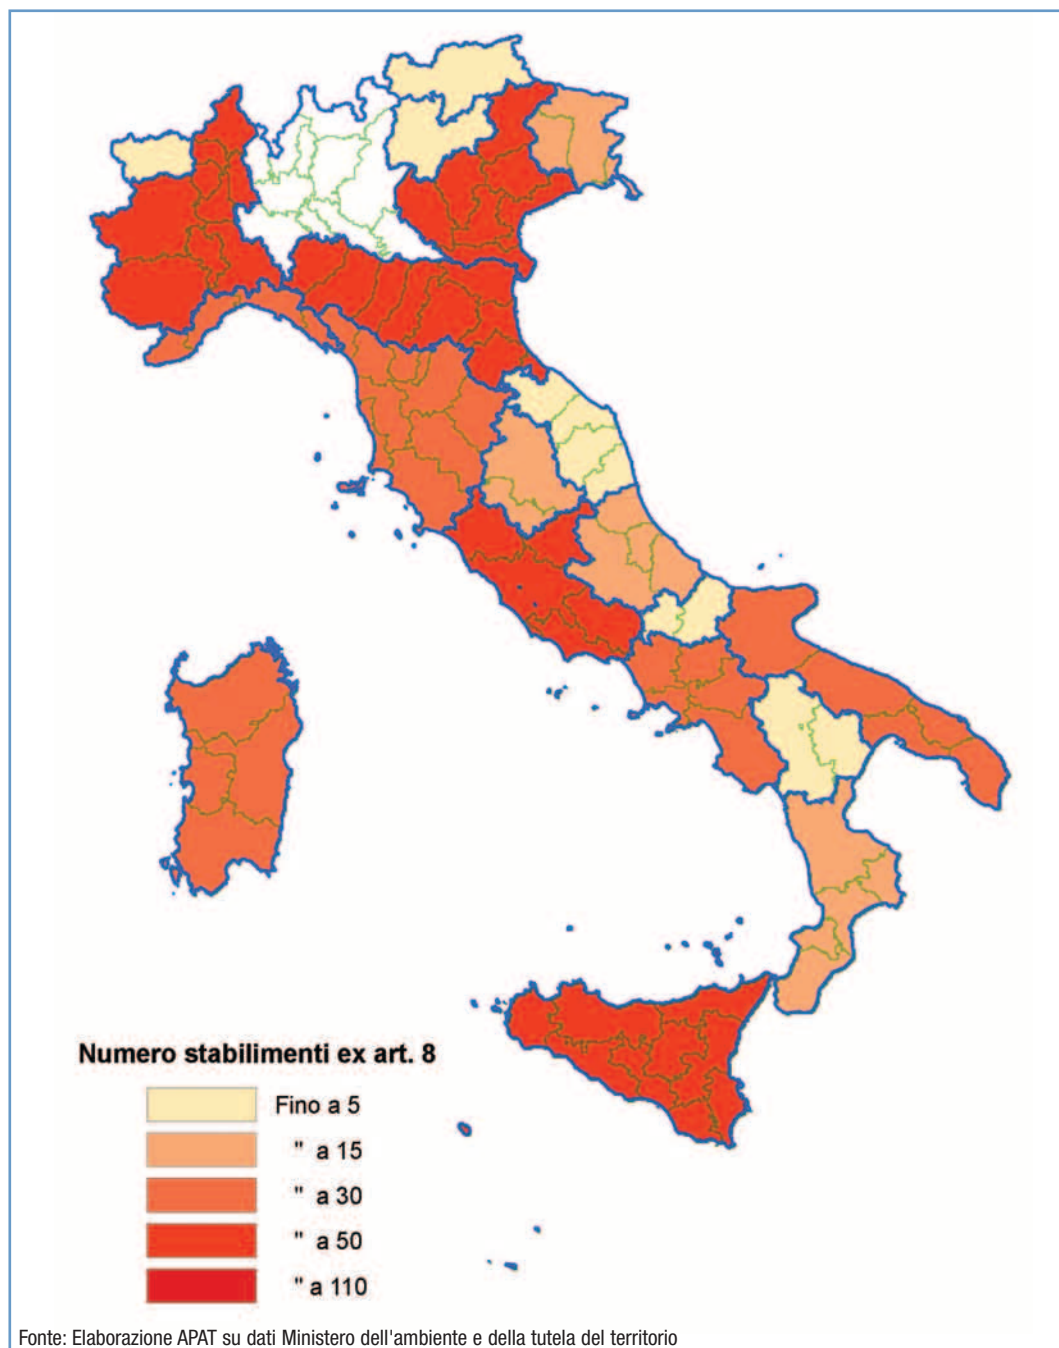 Numero stabilimenti ex art. 8
Fino a 5
" a 15
" a 30
" a 50
" a 110
Fonte: Elaborazione APAT su dati Ministero dell'ambiente e della tutela del territorio